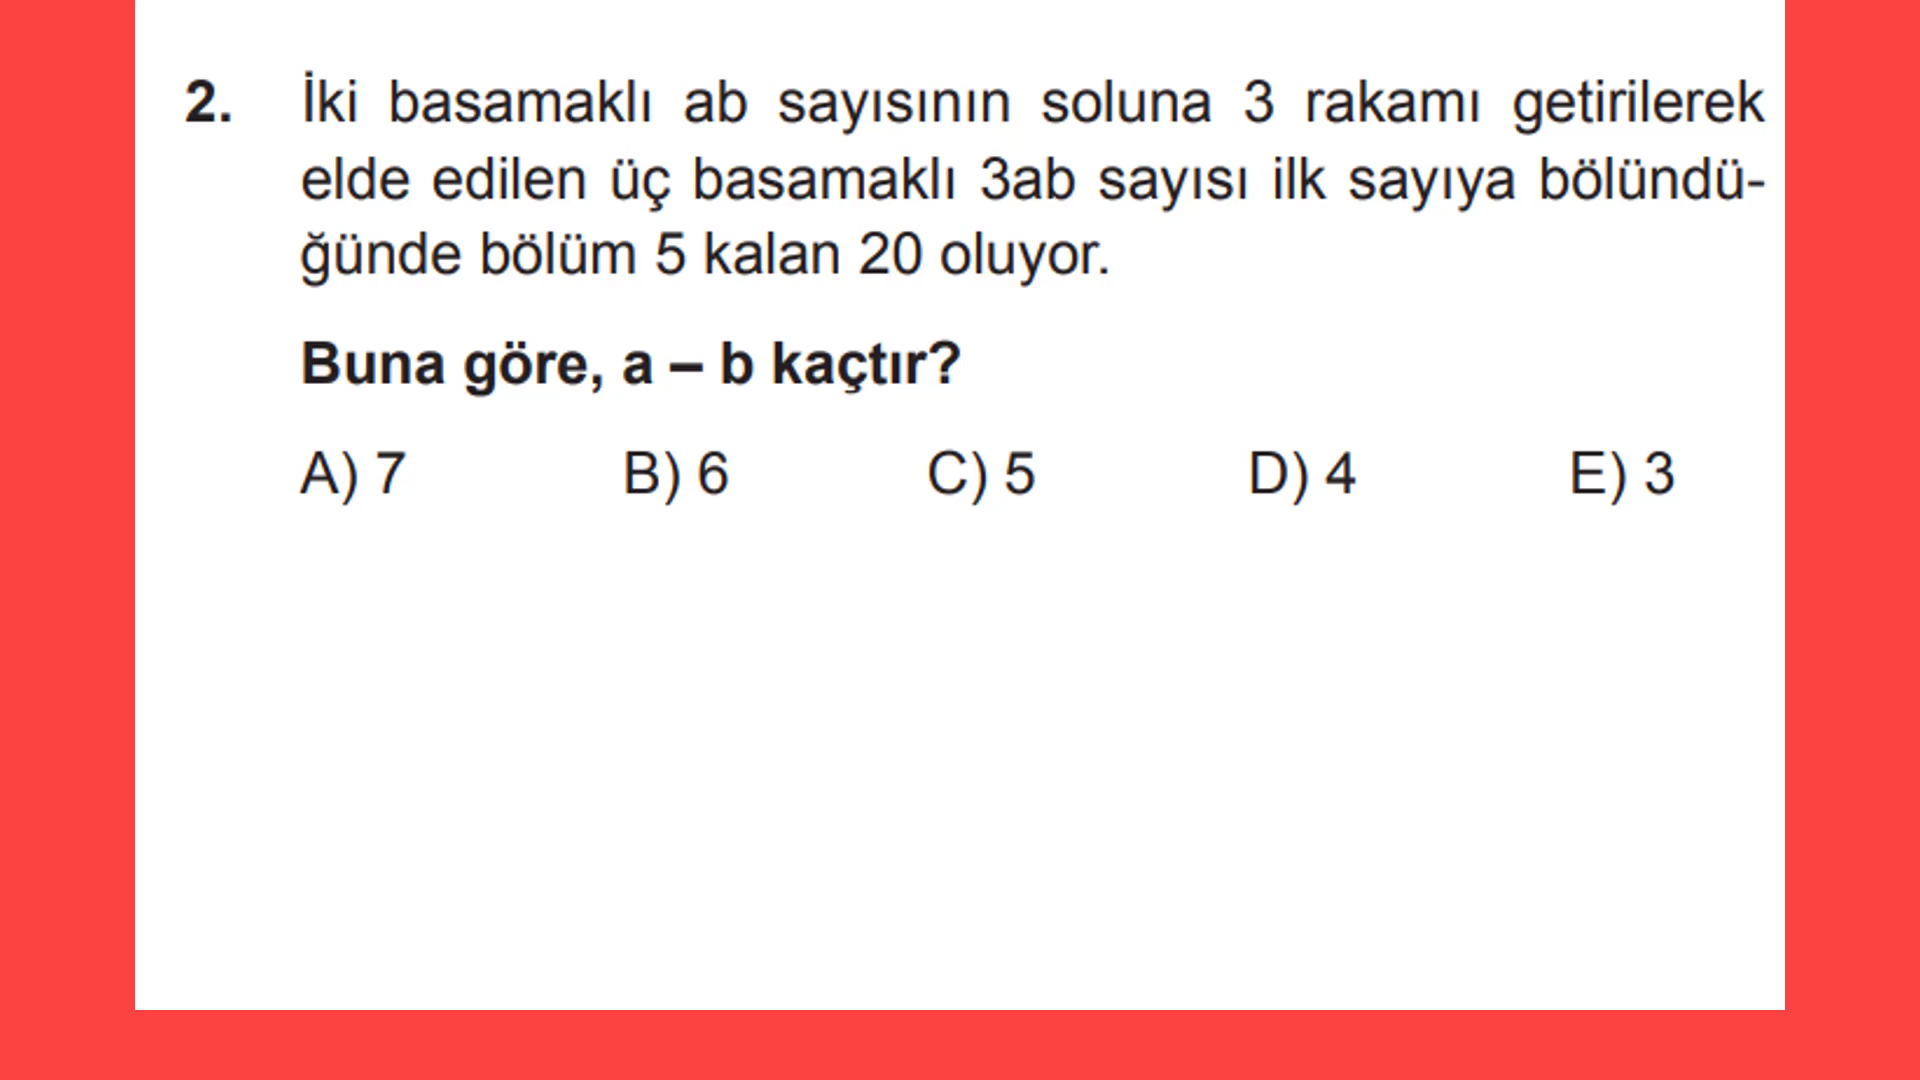 2. İki basamaklı ab sayısının soluna 3 rakamı getirilerek
elde edilen üç basamaklı 3ab sayısı ilk sayıya bölündü-
ğünde bölüm 5 kalan 20 oluyor.
Buna göre, a – b kaçtır?
A) 7 B) 6 C) 5 D) 4 E) 3